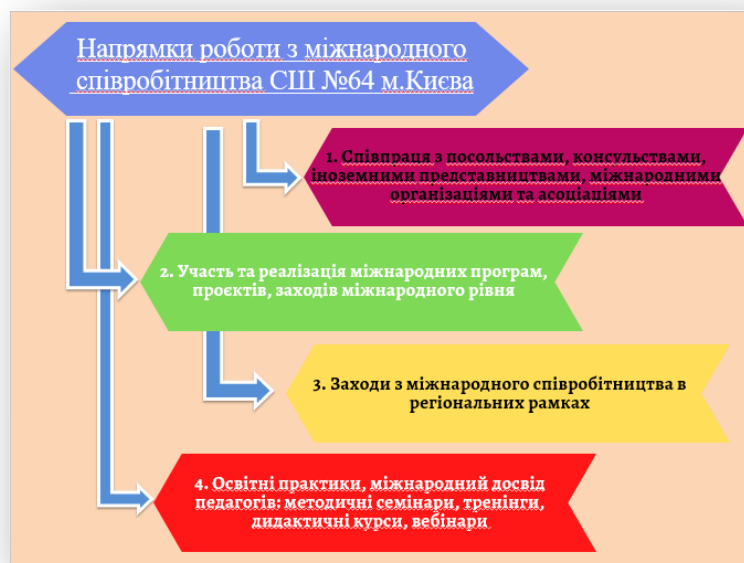 Напрямки роботи з міжнародного
співробітництва СШ №64 м.Києва
1. Співпраця з посольствами, консульствами,
іноземними представництвами, міжнародними
організаціями та асоціаціями
2. Участь та реалізація міжнародних програм,
проєктів, заходів міжнародного рівня
3. Заходи з міжнародного співробітництва в
регіональних рамках
4. Освітні практики, міжнародний досвід
педагогів: методичні семінари, тренінги,
дидактичні курси, вебінари